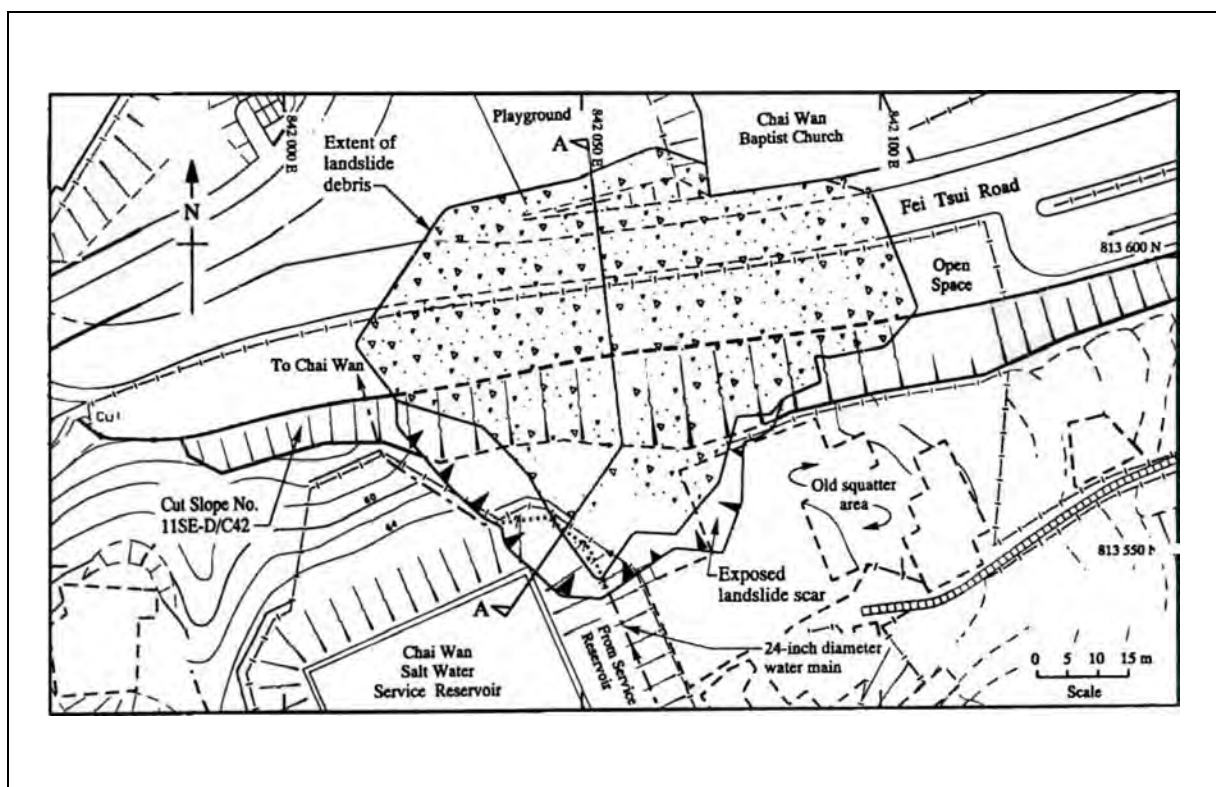 Playground
842 000 E
842 050 E
842 100 E
Chai Wan
Baptist Church
A
Extent of
landslide
debris
N
Fei Tsui Road
813 600 N
Open
Space
To Chai Wan
Cut Slope No.
11SE-D/C42
60
64
Old squatter
area
813 550 N
Exposed
landslide scar
A
From Service
Reservoir
24-inch diameter
water main
Chai Wan
Salt Water
Service Reservoir
0 5 10 15 m
Scale